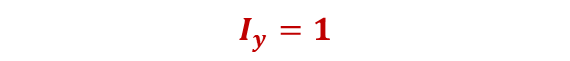 I_y = 1